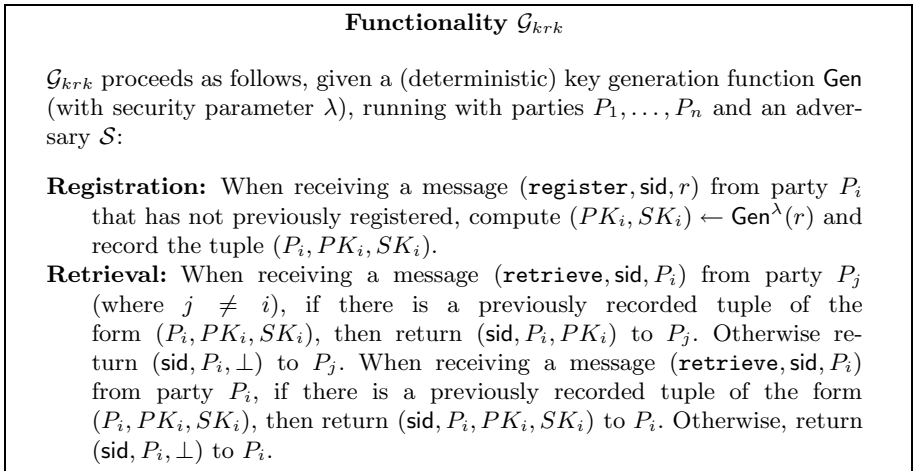 Functionality 𝒢_krk
𝒢_krk proceeds as follows, given a (deterministic) key generation function Gen
(with security parameter λ), running with parties P_1, . . . , P_n and an adver-
sary 𝒮:
Registration: When receiving a message (register, sid, r) from party P_i
that has not previously registered, compute (PK_i, SK_i) ← Gen^λ(r) and
record the tuple (P_i, PK_i, SK_i).
Retrieval: When receiving a message (retrieve, sid, P_i) from party P_j
(where j ≠ i), if there is a previously recorded tuple of the
form (P_i, PK_i, SK_i), then return (sid, P_i, PK_i) to P_j. Otherwise re-
turn (sid, P_i, ⊥) to P_j. When receiving a message (retrieve, sid, P_i)
from party P_i, if there is a previously recorded tuple of the form
(P_i, PK_i, SK_i), then return (sid, P_i, PK_i, SK_i) to P_i. Otherwise, return
(sid, P_i, ⊥) to P_i.